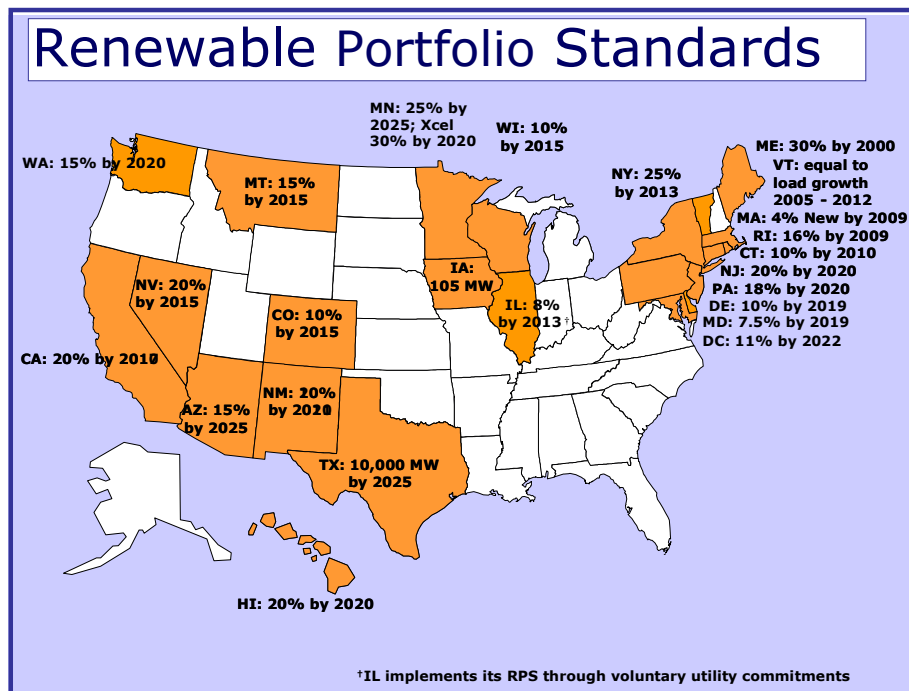 Renewable Portfolio Standards
MN: 25% by
2025; Xcel
30% by 2020
WI: 10%
by 2015
ME: 30% by 2000
WA: 15% by 2020
VT: equal to
load growth
2005 - 2012
NY: 25%
by 2013
MT: 15%
by 2015
MA: 4% New by 2009
RI: 16% by 2009
CT: 10% by 2010
IA:
105 MW
NJ: 20% by 2020
NV: 20%
by 2015
PA: 18% by 2020
DE: 10% by 2019
IL: 8%
by 2013†
CO: 10%
by 2015
MD: 7.5% by 2019
DC: 11% by 2022
CA: 20% by
NM:
by
AZ: 15%
by 2025
TX: 10,000 MW
by 2025
HI: 20% by 2020
†IL implements its RPS through voluntary utility commitments